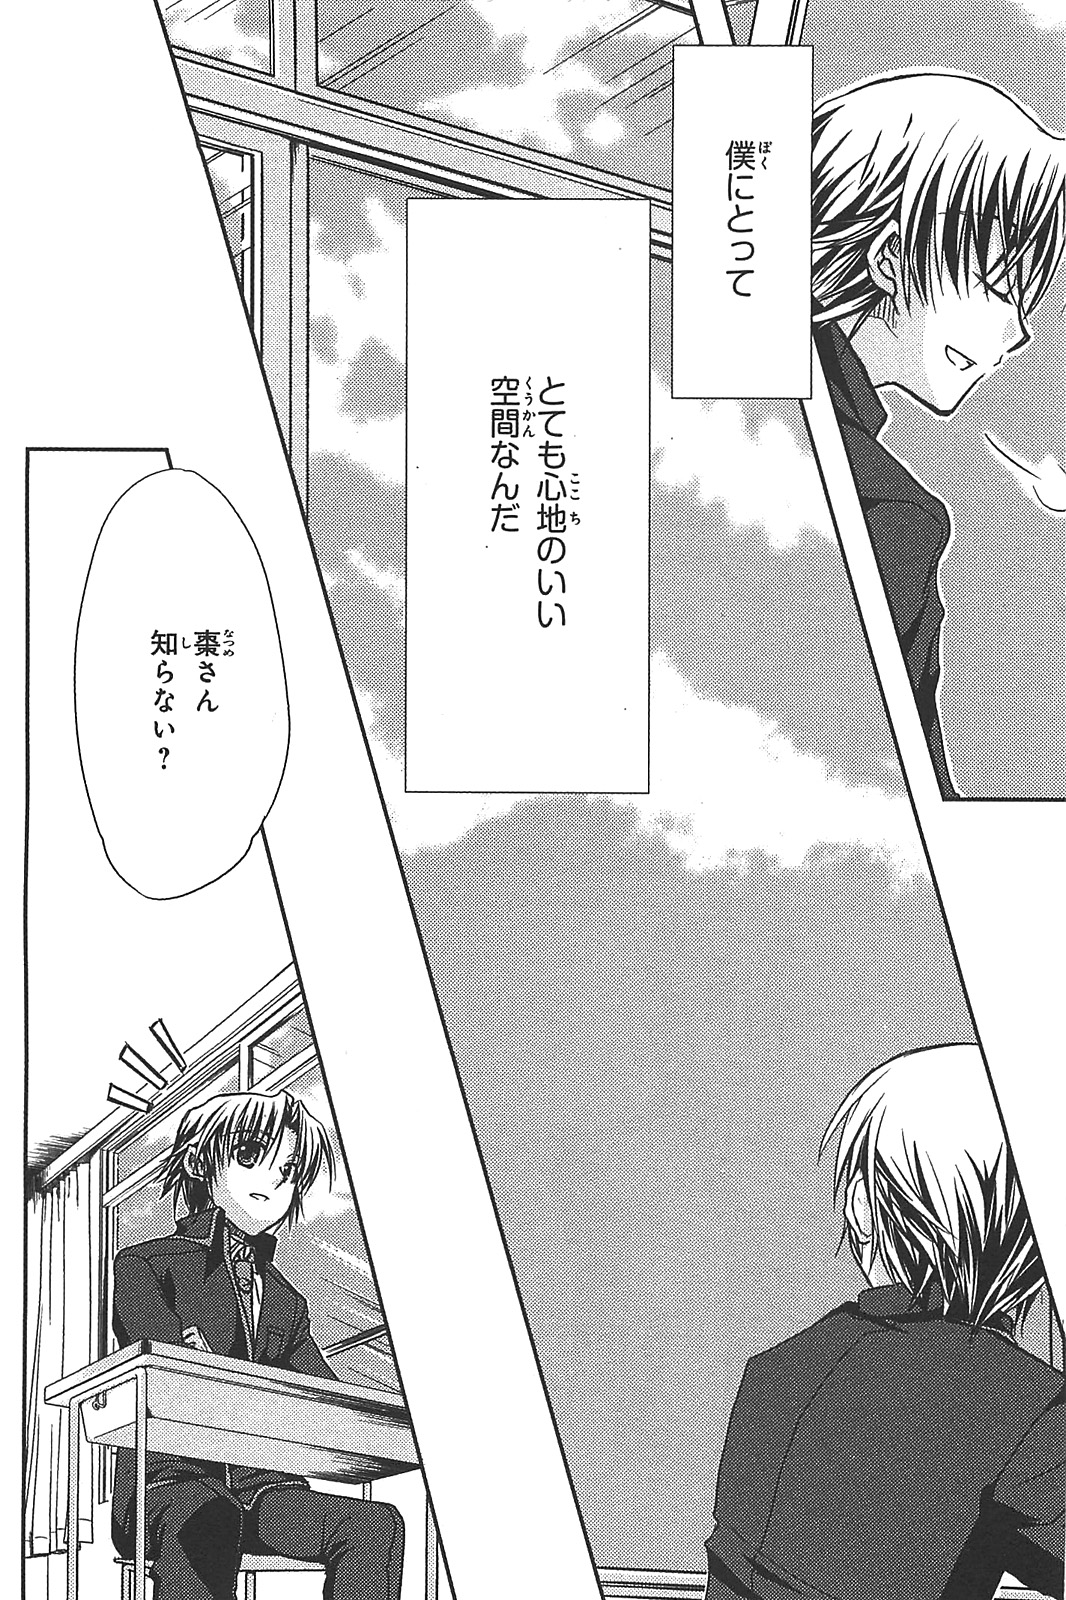 僕にとって
とても心地のいい
空間なんだ
棗さん
知らない?